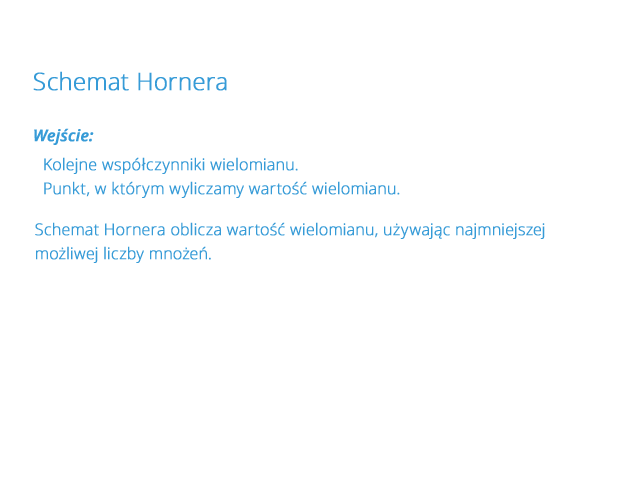 Schemat Hornera
Wejście:
Kolejne współczynniki wielomianu.
Punkt, w którym wyliczamy wartość wielomianu.
Schemat Hornera oblicza wartość wielomianu, używając najmniejszej
możliwej liczby mnożeń.